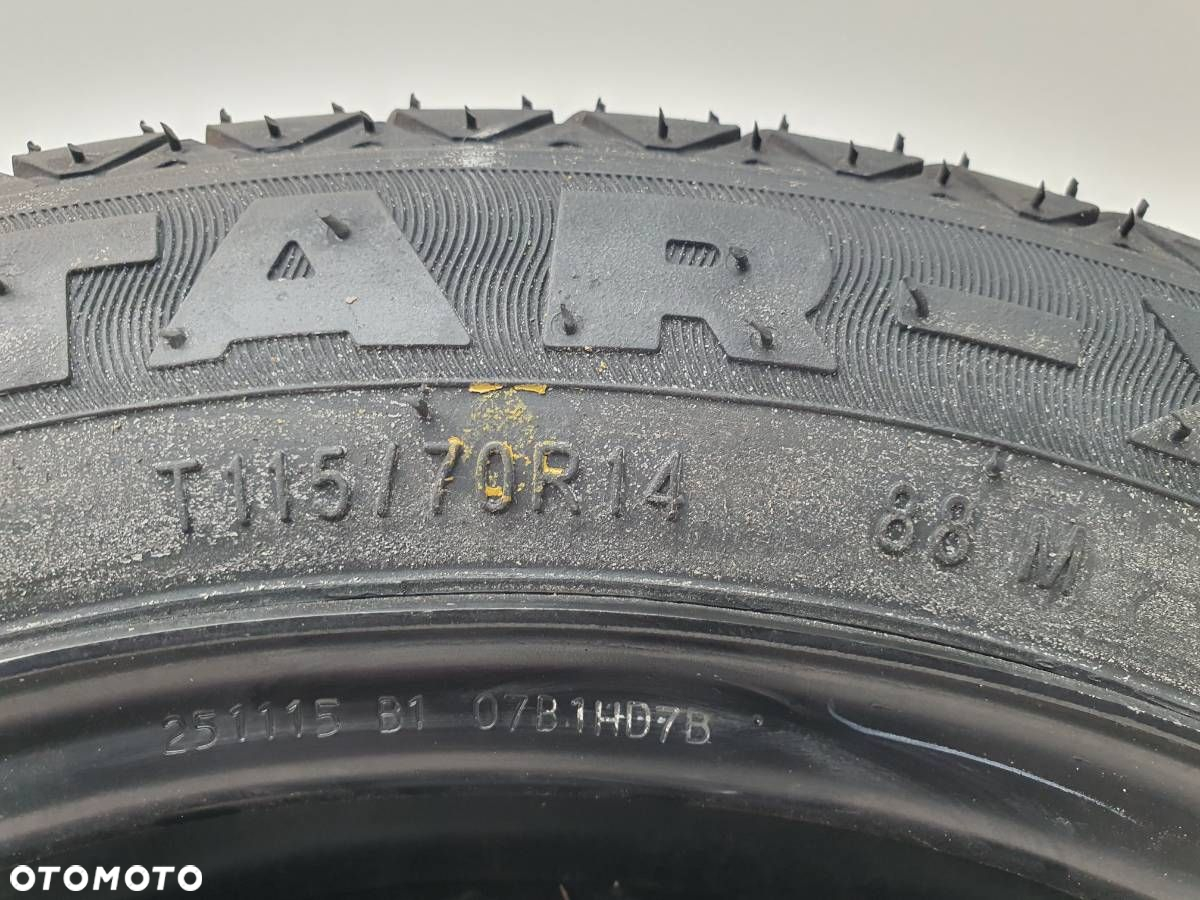 TAR-
T115/70R14 88 M
251115 B1 07B1HD7B
OTOMOTO